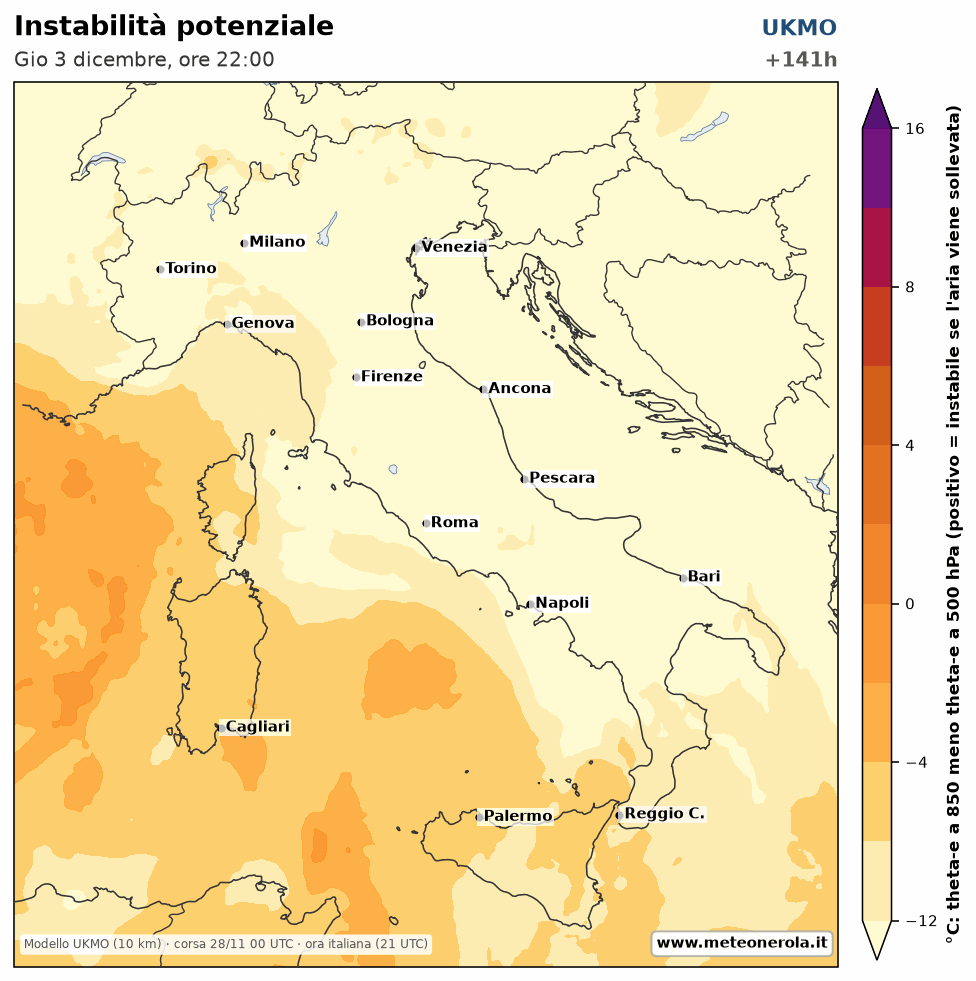 Instabilità potenziale
UKMO
Gio 3 dicembre, ore 22:00
+141h
Milano
Venezia
Torino
Genova
Bologna
Firenze
Ancona
Pescara
Roma
Bari
Napoli
Cagliari
Palermo
Reggio C.
16
8
4
0
−4
−12
°C: theta-e a 850 meno theta-e a 500 hPa (positivo = instabile se l'aria viene sollevata)
Modello UKMO (10 km) · corsa 28/11 00 UTC · ora italiana (21 UTC)
www.meteonerola.it